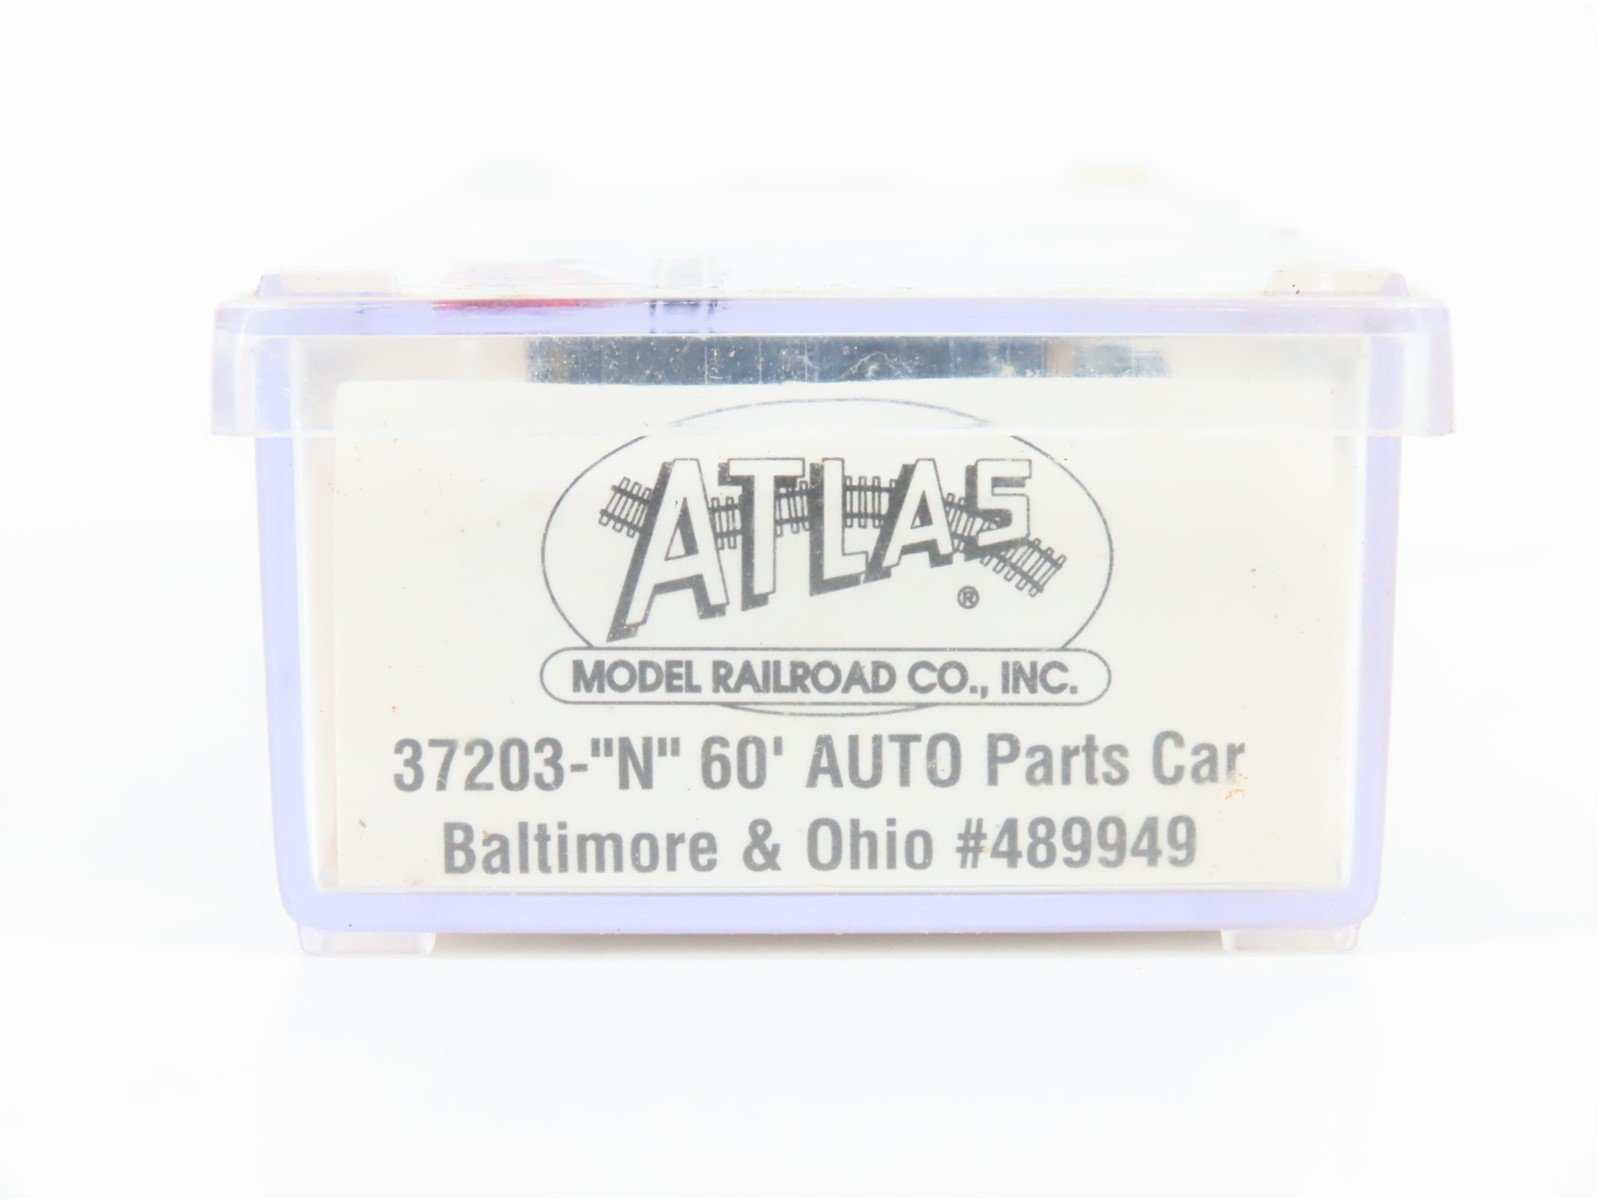 ATLAS
®
MODEL RAILROAD CO., INC.
37203-"N" 60' AUTO Parts Car
Baltimore & Ohio #489949